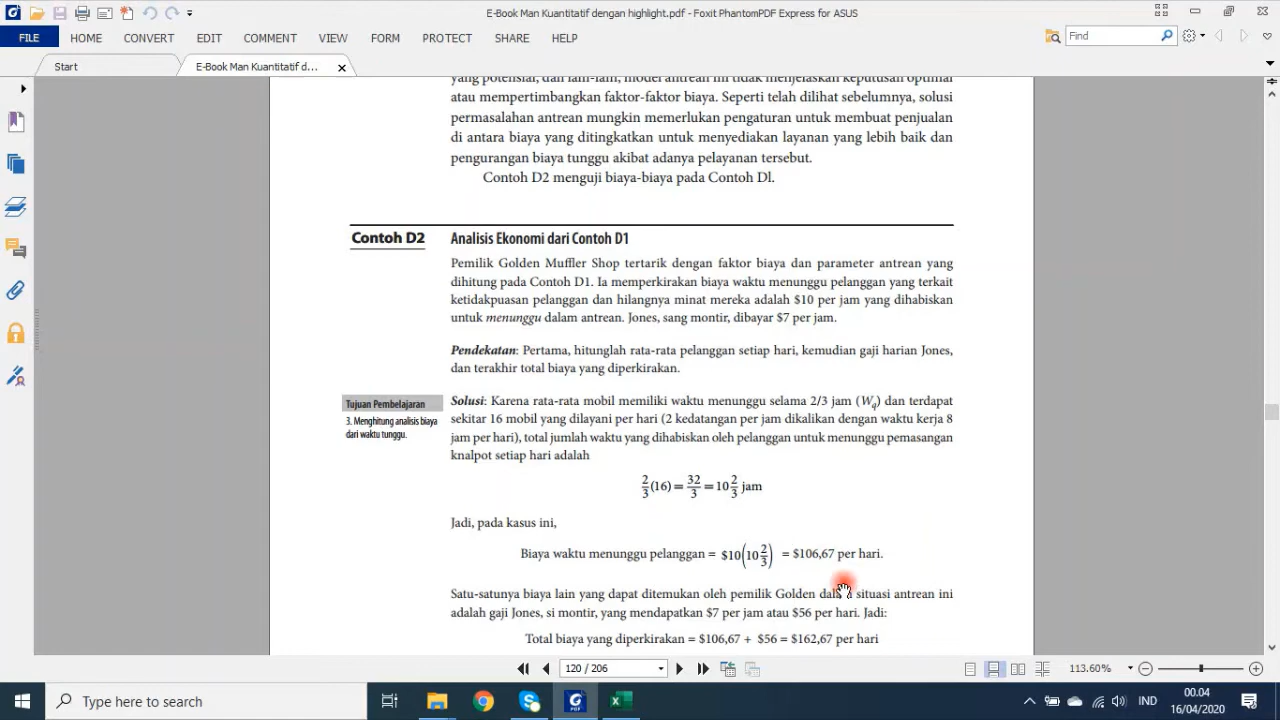 E-Book Man Kuantitatif dengan highlight.pdf - Foxit PhantomPDF Express for ASUS
FILE HOME CONVERT EDIT COMMENT VIEW FORM PROTECT SHARE HELP Find
Start E-Book Man Kuantitatif d...
yang potensial, dan lain-lain, model antrean ini tidak menjelaskan keputusan optimal
atau mempertimbangkan faktor-faktor biaya. Seperti telah dilihat sebelumnya, solusi
permasalahan antrean mungkin memerlukan pengaturan untuk membuat penjualan
di antara biaya yang ditingkatkan untuk menyediakan layanan yang lebih baik dan
pengurangan biaya tunggu akibat adanya pelayanan tersebut.
Contoh D2 menguji biaya-biaya pada Contoh Dl.
Contoh D2 Analisis Ekonomi dari Contoh D1
Pemilik Golden Muffler Shop tertarik dengan faktor biaya dan parameter antrean yang
dihitung pada Contoh D1. Ia memperkirakan biaya waktu menunggu pelanggan yang terkait
ketidakpuasan pelanggan dan hilangnya minat mereka adalah $10 per jam yang dihabiskan
untuk menunggu dalam antrean. Jones, sang montir, dibayar $7 per jam.
Pendekatan: Pertama, hitunglah rata-rata pelanggan setiap hari, kemudian gaji harian Jones,
dan terakhir total biaya yang diperkirakan.
Tujuan Pembelajaran
3. Menghitung analisis biaya
dari waktu tunggu.
Solusi: Karena rata-rata mobil memiliki waktu menunggu selama 2/3 jam (Wq) dan terdapat
sekitar 16 mobil yang dilayani per hari (2 kedatangan per jam dikalikan dengan waktu kerja 8
jam per hari), total jumlah waktu yang dihabiskan oleh pelanggan untuk menunggu pemasangan
knalpot setiap hari adalah
2/3(16) = 32/3 = 10 2/3 jam
Jadi, pada kasus ini,
Biaya waktu menunggu pelanggan = $10(10 2/3) = $106,67 per hari.
Satu-satunya biaya lain yang dapat ditemukan oleh pemilik Golden situasi antrean ini
adalah gaji Jones, si montir, yang mendapatkan $7 per jam atau $56 per hari. Jadi:
Total biaya yang diperkirakan = $106,67 + $56 = $162,67 per hari
120 / 206 113.60%
Type here to search IND 00.04
16/04/2020